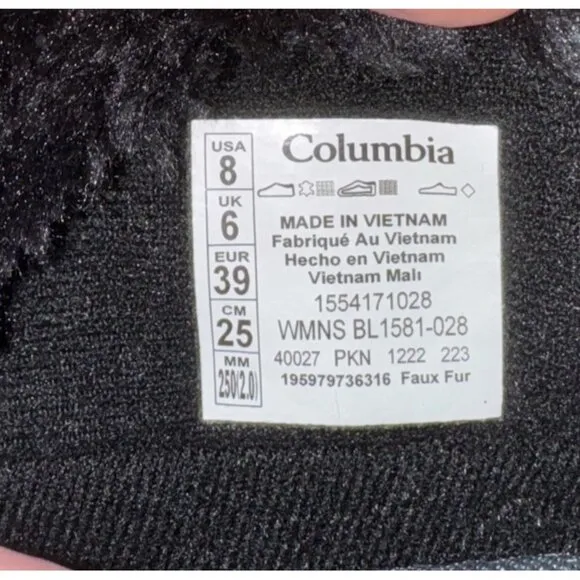 Columbia
USA
8
UK
6
EUR
39
CM
25
MM
250(2.0)
MADE IN VIETNAM
Fabriqué Au Vietnam
Hecho en Vietnam
Vietnam Malı
1554171028
WMNS BL1581-028
40027 PKN 1222 223
195979736316 Faux Fur